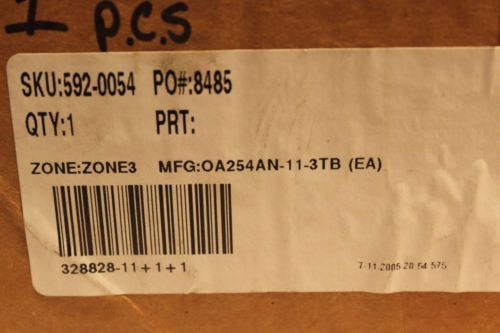 1 p.c.s
SKU:592-0054 PO#:8485
QTY:1 PRT:
ZONE:ZONE3 MFG:OA254AN-11-3TB (EA)
328828-11+1+1
7-11-2005 20 54 575